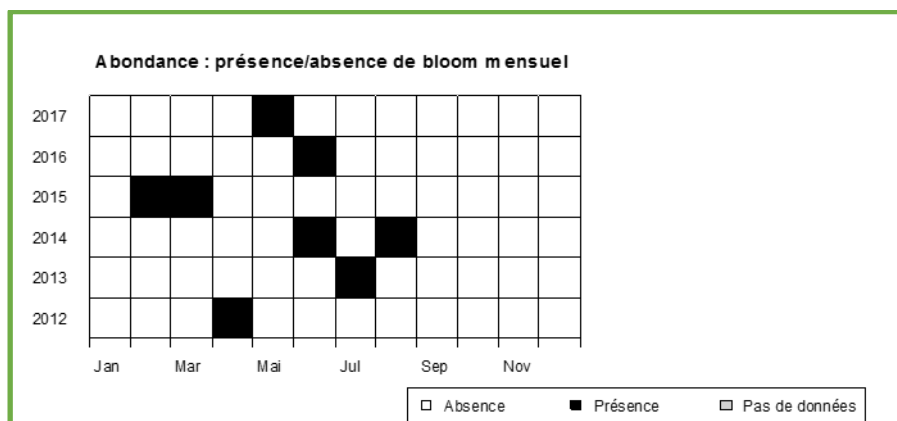 Abondance : présence/absence de bloom mensuel
2017
2016
2015
2014
2013
2012
Jan Mar Mai Jul Sep Nov
Absence Présence Pas de données